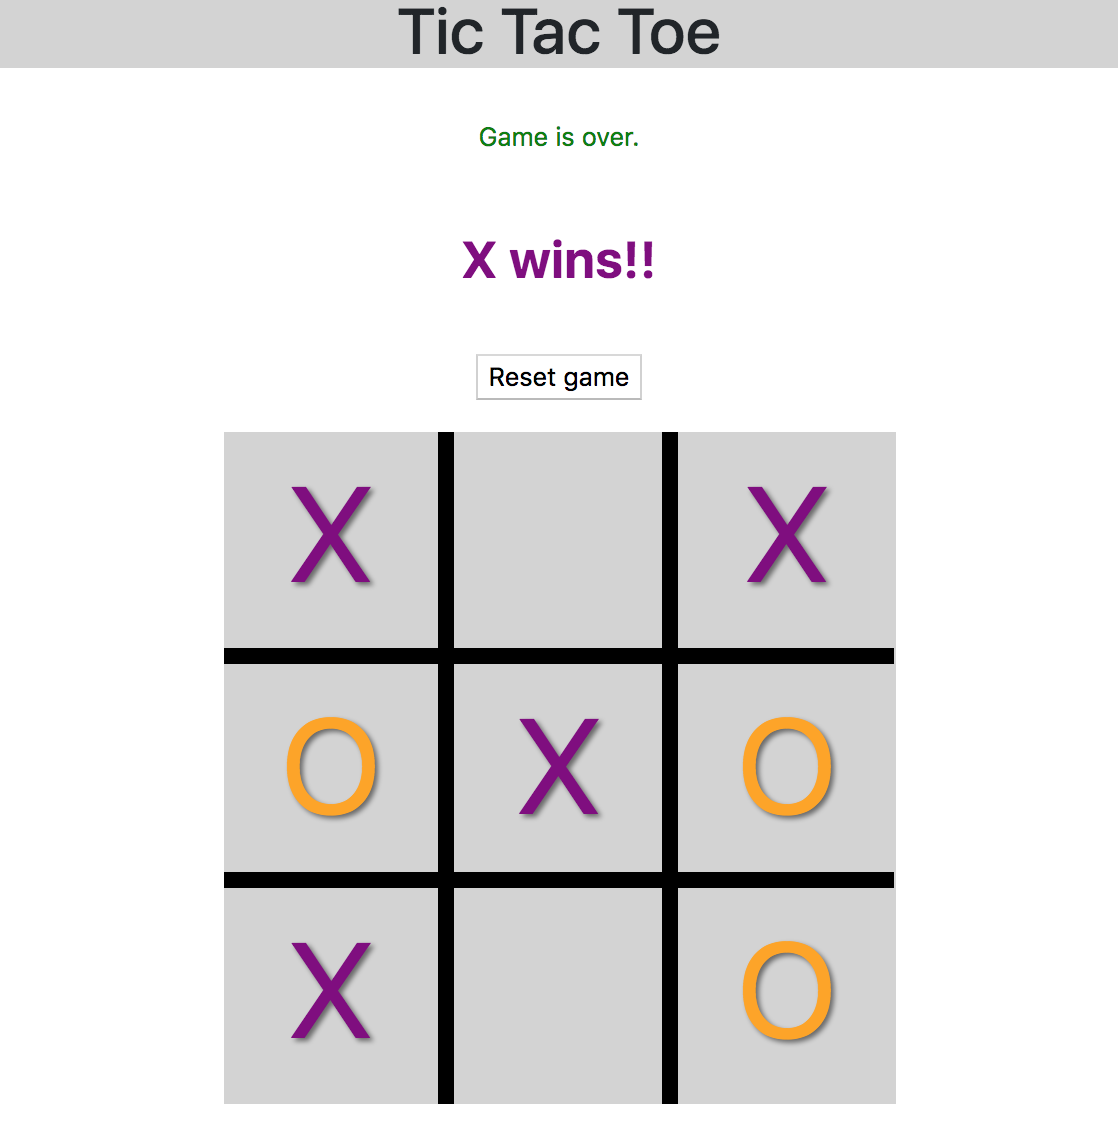 Tic Tac Toe
Game is over.
X wins!!
Reset game
X X
O X O
X O